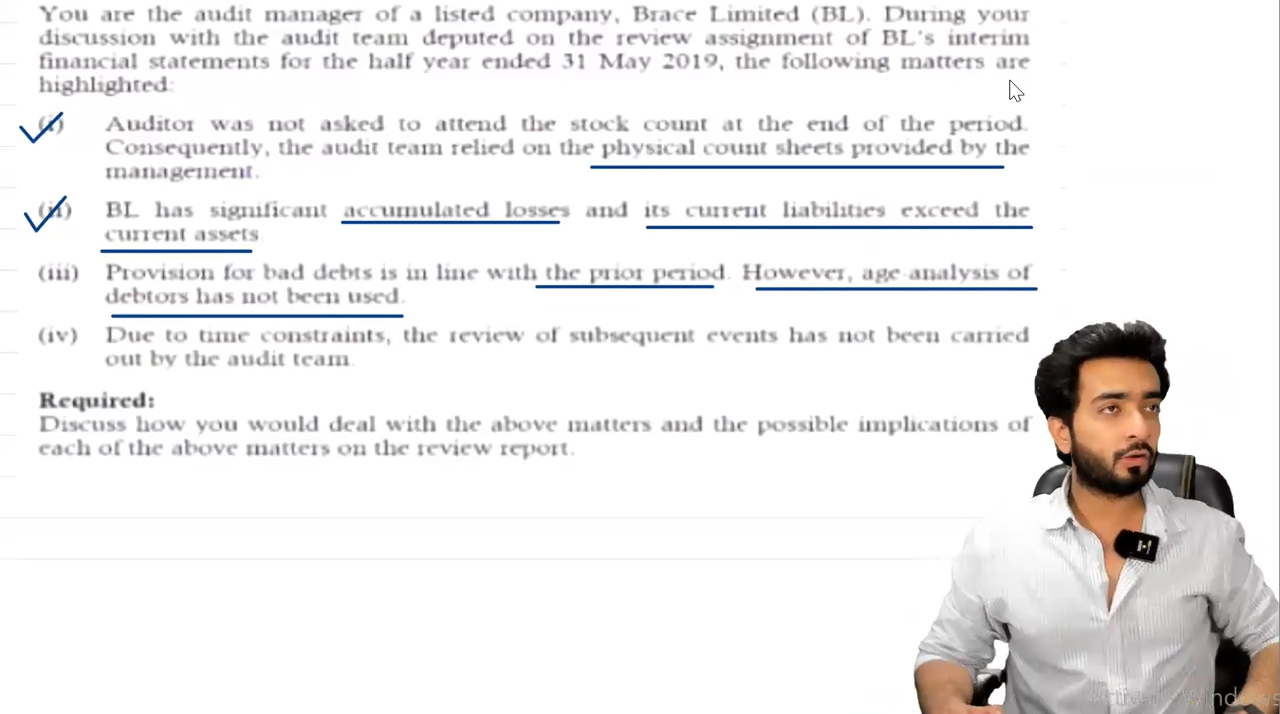 You are the audit manager of a listed company, Brace Limited (BL). During your
discussion with the audit team deputed on the review assignment of BL's interim
financial statements for the half year ended 31 May 2019, the following matters are
highlighted:
(i) Auditor was not asked to attend the stock count at the end of the period.
Consequently, the audit team relied on the physical count sheets provided by the
management.
(ii) BL has significant accumulated losses and its current liabilities exceed the
current assets
(iii) Provision for bad debts is in line with the prior period. However, age analysis of
debtors has not been used.
(iv) Due to time constraints, the review of subsequent events has not been carried
out by the audit team.
Required:
Discuss how you would deal with the above matters and the possible implications of
each of the above matters on the review report.